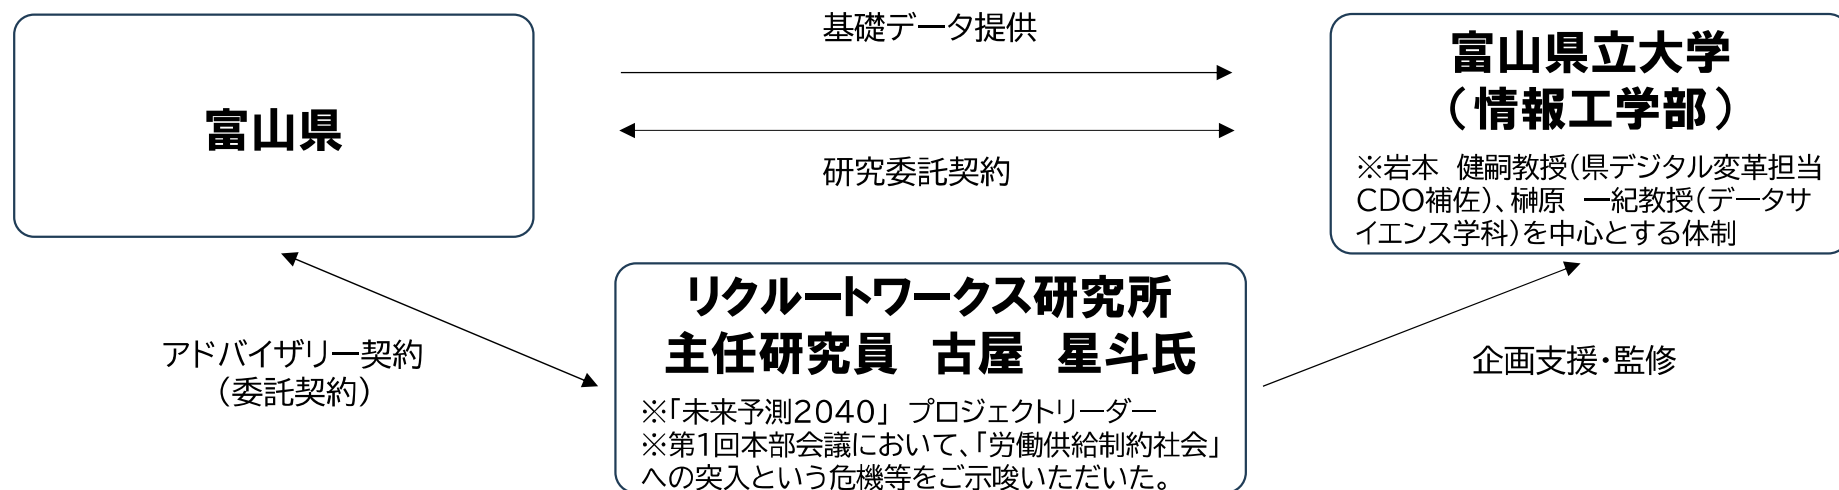 基礎データ提供
富山県
研究委託契約
富山県立大学
（情報工学部）
※岩本　健嗣教授（県デジタル変革担当
CDO補佐）、榊原　一紀教授（データサ
イエンス学科）を中心とする体制
アドバイザリー契約
（委託契約）
リクルートワークス研究所
主任研究員　古屋　星斗氏
※「未来予測2040」　プロジェクトリーダー
※第1回本部会議において、「労働供給制約社会」
への突入という危機等をご示唆いただいた。
企画支援・監修